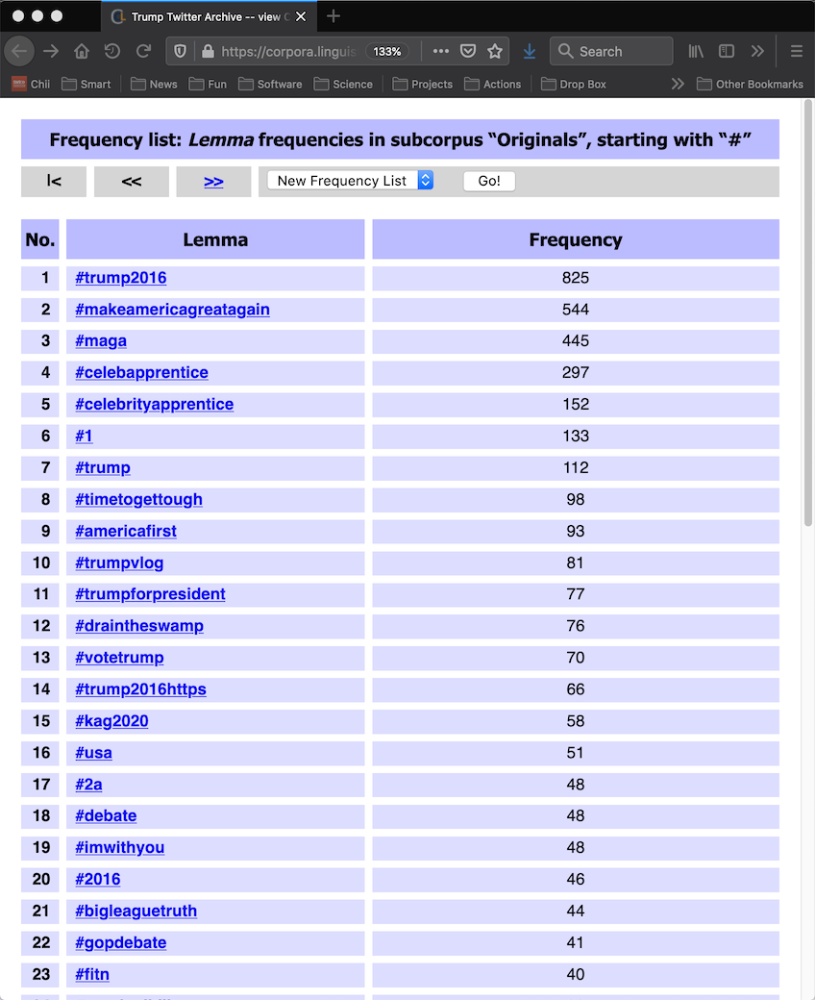 Trump Twitter Archive -- view
https://corpora.linguis 133% Search
Chii Smart News Fun Software Science Projects Actions Drop Box Other Bookmarks
Frequency list: Lemma frequencies in subcorpus “Originals”, starting with “#”
|< << >> New Frequency List Go!
No. Lemma Frequency
1 #trump2016 825
2 #makeamericagreatagain 544
3 #maga 445
4 #celebapprentice 297
5 #celebrityapprentice 152
6 #1 133
7 #trump 112
8 #timetogettough 98
9 #americafirst 93
10 #trumpvlog 81
11 #trumpforpresident 77
12 #draintheswamp 76
13 #votetrump 70
14 #trump2016https 66
15 #kag2020 58
16 #usa 51
17 #2a 48
18 #debate 48
19 #imwithyou 48
20 #2016 46
21 #bigleaguetruth 44
22 #gopdebate 41
23 #fitn 40